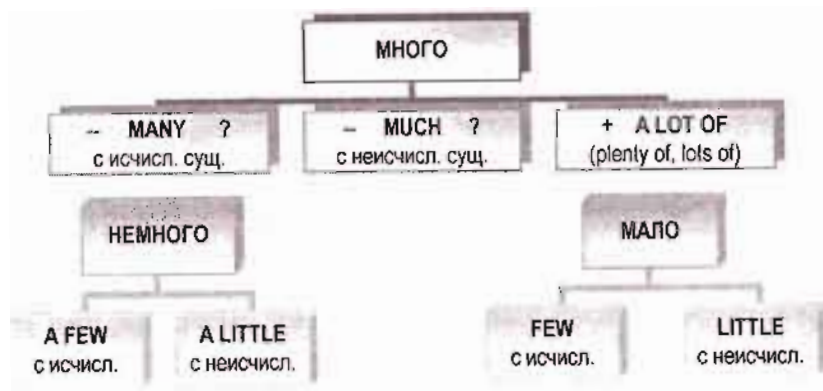 МНОГО
– MANY ?
с исчисл. сущ.
– MUCH ?
с неисчисл. сущ.
+ A LOT OF
(plenty of, lots of)
НЕМНОГО
МАЛО
A FEW
с исчисл.
A LITTLE
с неисчисл.
FEW
с исчисл.
LITTLE
с неисчисл.